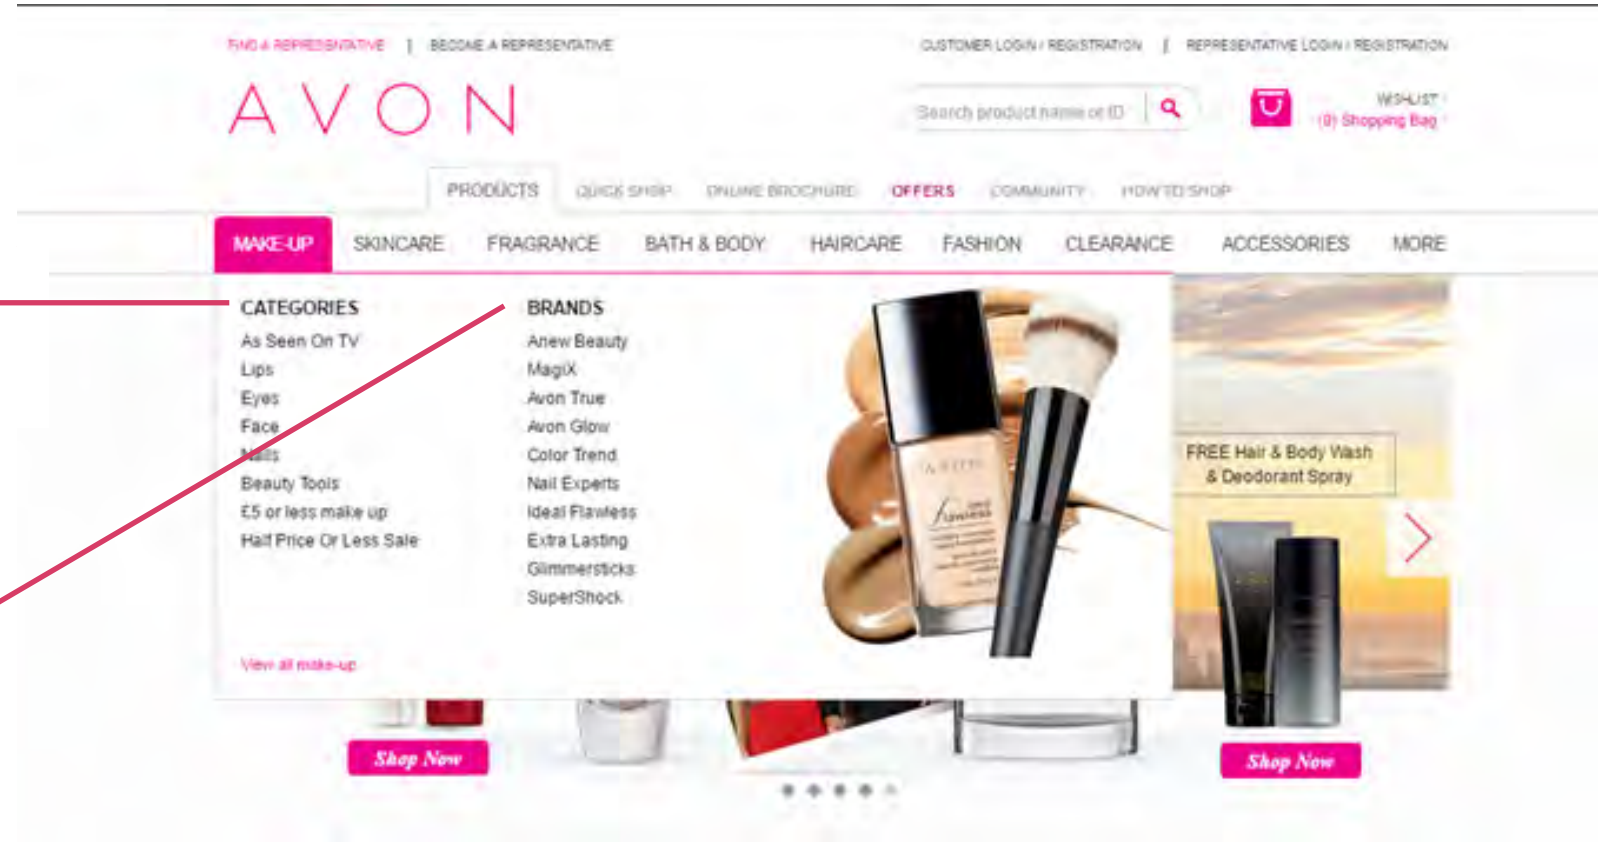 FIND A REPRESENTATIVE | BECOME A REPRESENTATIVE
CUSTOMER LOGIN / REGISTRATION | REPRESENTATIVE LOGIN / REGISTRATION
AVON
Search product name or ID
WISHLIST
(0) Shopping Bag
PRODUCTS QUICK SHOP ONLINE BROCHURE OFFERS COMMUNITY HOW TO SHOP
MAKE-UP SKINCARE FRAGRANCE BATH & BODY HAIRCARE FASHION CLEARANCE ACCESSORIES MORE
CATEGORIES
As Seen On TV
Lips
Eyes
Face
Nails
Beauty Tools
£5 or less make up
Half Price Or Less Sale
View all make-up
BRANDS
Anew Beauty
MagiX
Avon True
Avon Glow
Color Trend
Nail Experts
Ideal Flawless
Extra Lasting
Glimmersticks
SuperShock
FREE Hair & Body Wash
& Deodorant Spray
Shop Now
Shop Now